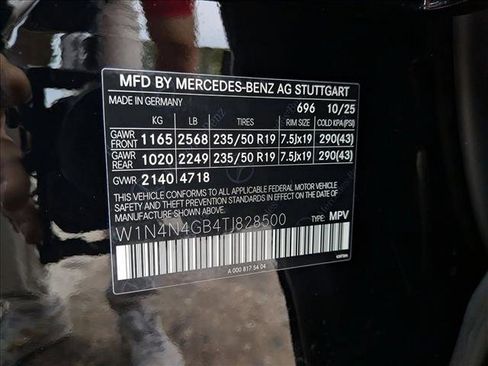 MFD BY MERCEDES-BENZ AG STUTTGART
MADE IN GERMANY 696 10/25
KG LB TIRES RIM SIZE COLD KPA(PSI)
GAWR FRONT 1165 2568 235/50 R19 7.5Jx19 290(43)
GAWR REAR 1020 2249 235/50 R19 7.5Jx19 290(43)
GVWR 2140 4718
THIS VEHICLE CONFORMS TO ALL APPLICABLE FEDERAL MOTOR VEHICLE
SAFETY AND THEFT PREVENTION STANDARDS IN EFFECT ON THE DATE
OF MANUFACTURE SHOWN ABOVE.
W1N4N4GB4TJ828500 TYPE: MPV
A 000 817 54 04